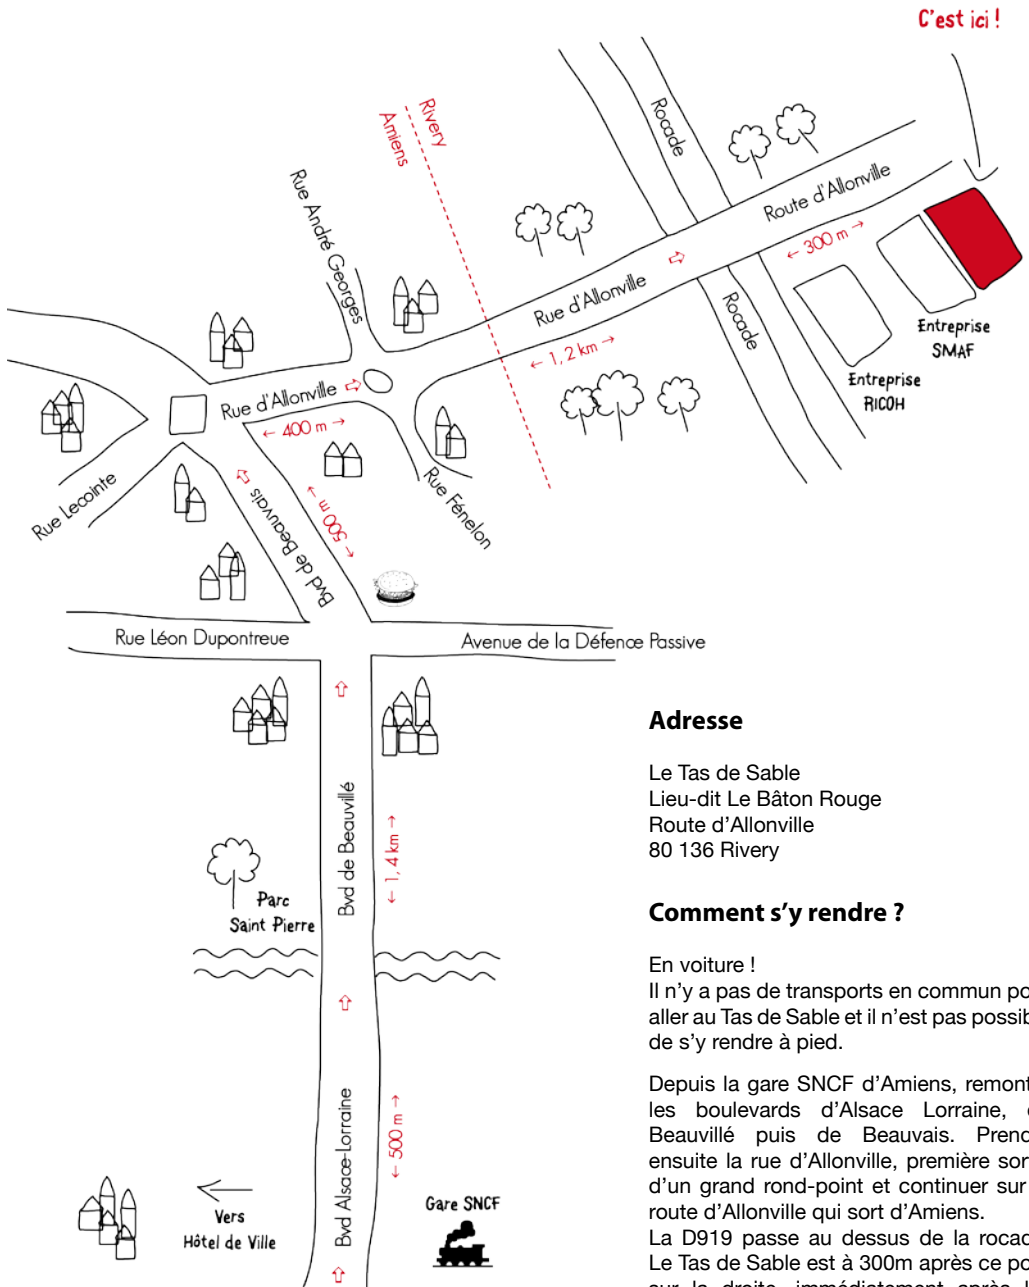 C'est ici !
Rivery
Amiens
Rocade
Rue André Georges
Route d'Allonville
← 300 m →
Rue d'Allonville
Rocade
Entreprise
SMAF
← 1, 2 km →
Entreprise
RICOH
Rue d'Allonville
← 400 m →
Rue Lecointe
Rue Fénelon
Bvd de Beauvais
← 500 m →
Rue Léon Dupontreue
Avenue de la Défence Passive
Bvd de Beauvillé
← 1, 4 km →
Parc
Saint Pierre
Bvd Alsace-Lorraine
← 500 m →
Gare SNCF
Vers
Hôtel de Ville
Adresse
Le Tas de Sable
Lieu-dit Le Bâton Rouge
Route d'Allonville
80 136 Rivery
Comment s'y rendre ?
En voiture !
Il n'y a pas de transports en commun po
aller au Tas de Sable et il n'est pas possib
de s'y rendre à pied.
Depuis la gare SNCF d'Amiens, remont
les boulevards d'Alsace Lorraine,
Beauvillé puis de Beauvais. Prend
ensuite la rue d'Allonville, première sor
d'un grand rond-point et continuer sur
route d'Allonville qui sort d'Amiens.
La D919 passe au dessus de la rocad
Le Tas de Sable est à 300m après ce po
sur la droite, immédiatement après